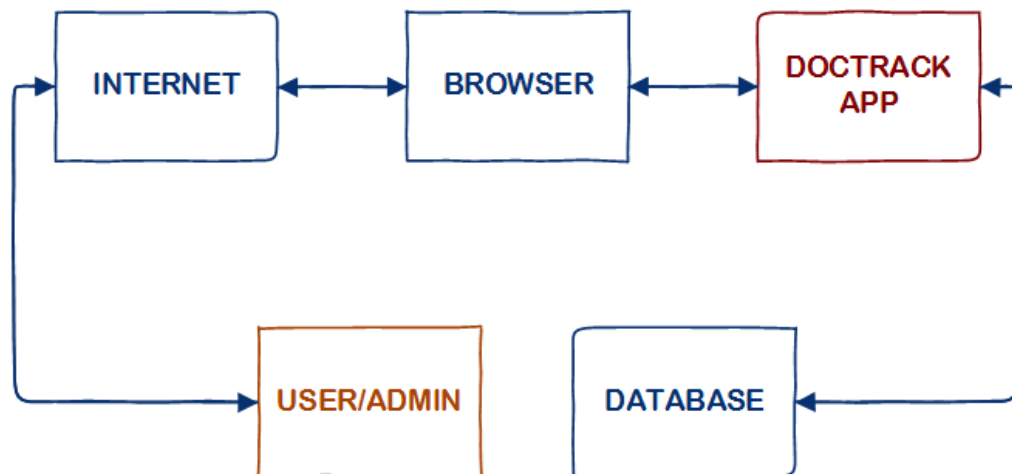 INTERNET
BROWSER
DOCTRACK
APP
USER/ADMIN
DATABASE